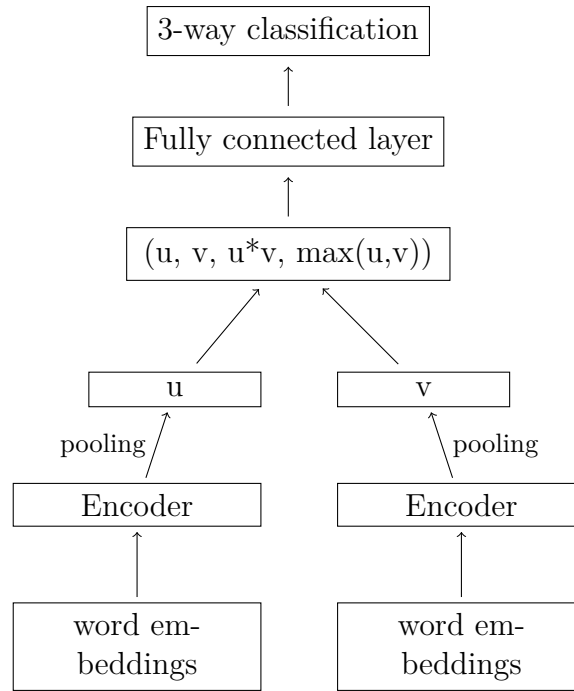 3-way classification
Fully connected layer
(u, v, u*v, max(u,v))
u
v
pooling
pooling
Encoder
Encoder
word em-
beddings
word em-
beddings